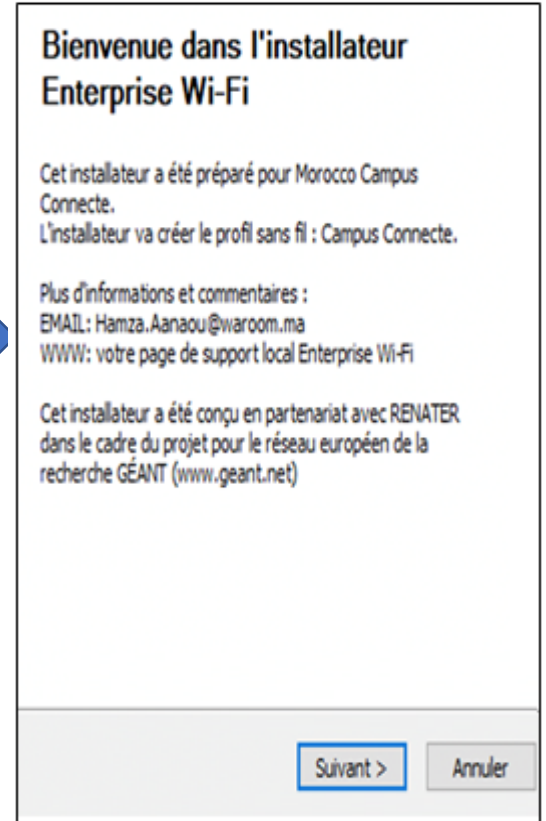 Bienvenue dans l'installateur
Enterprise Wi-Fi
Cet installateur a été préparé pour Morocco Campus
Connecte.
L'installateur va créer le profil sans fil : Campus Connecte.
Plus d'informations et commentaires :
EMAIL: Hamza.Aanaou@waroom.ma
WWW: votre page de support local Enterprise Wi-Fi
Cet installateur a été conçu en partenariat avec RENATER
dans le cadre du projet pour le réseau européen de la
recherche GÉANT (www.geant.net)
Suivant > Annuler